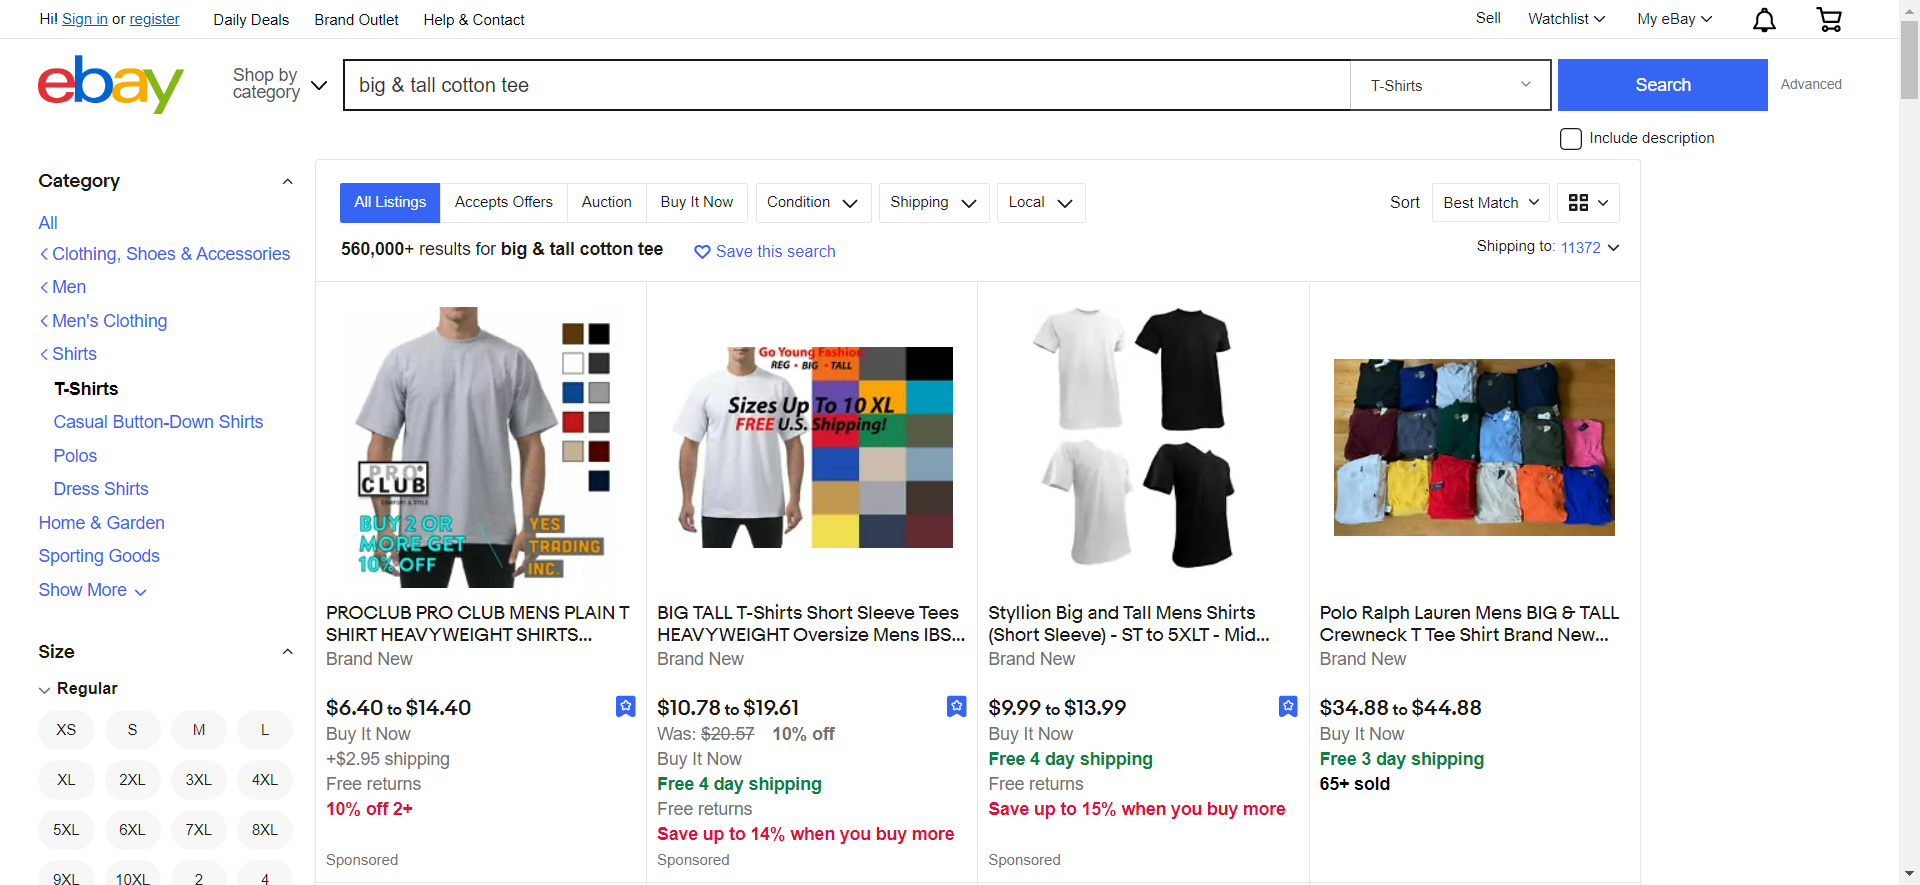 Hi! Sign in or register
Daily Deals
Brand Outlet
Help & Contact
Sell
Watchlist
My eBay
ebay
Shop by
category
big & tall cotton tee
T-Shirts
Search
Advanced
Include description
Category
All
Clothing, Shoes & Accessories
Men
Men's Clothing
Shirts
T-Shirts
Casual Button-Down Shirts
Polos
Dress Shirts
Home & Garden
Sporting Goods
Show More
Size
Regular
XS S M L
XL 2XL 3XL 4XL
5XL 6XL 7XL 8XL
9XL 10XL 2 4
All Listings
Accepts Offers
Auction
Buy It Now
Condition
Shipping
Local
Sort
Best Match
560,000+ results for big & tall cotton tee
Save this search
Shipping to: 11372
PRO
CLUB
COMFORT & STYLE
BUY 2 OR
MORE GET
10% OFF
YES
TRADING
INC.
PROCLUB PRO CLUB MENS PLAIN T
SHIRT HEAVYWEIGHT SHIRTS...
Brand New
$6.40 to $14.40
Buy It Now
+$2.95 shipping
Free returns
10% off 2+
Sponsored
Go Young Fashion
REG • BIG • TALL
Sizes Up To 10 XL
FREE U.S. Shipping!
BIG TALL T-Shirts Short Sleeve Tees
HEAVYWEIGHT Oversize Mens IBS...
Brand New
$10.78 to $19.61
Was: $20.57 10% off
Buy It Now
Free 4 day shipping
Free returns
Save up to 14% when you buy more
Sponsored
Styllion Big and Tall Mens Shirts
(Short Sleeve) - ST to 5XLT - Mid...
Brand New
$9.99 to $13.99
Buy It Now
Free 4 day shipping
Free returns
Save up to 15% when you buy more
Sponsored
Polo Ralph Lauren Mens BIG & TALL
Crewneck T Tee Shirt Brand New...
Brand New
$34.88 to $44.88
Buy It Now
Free 3 day shipping
65+ sold